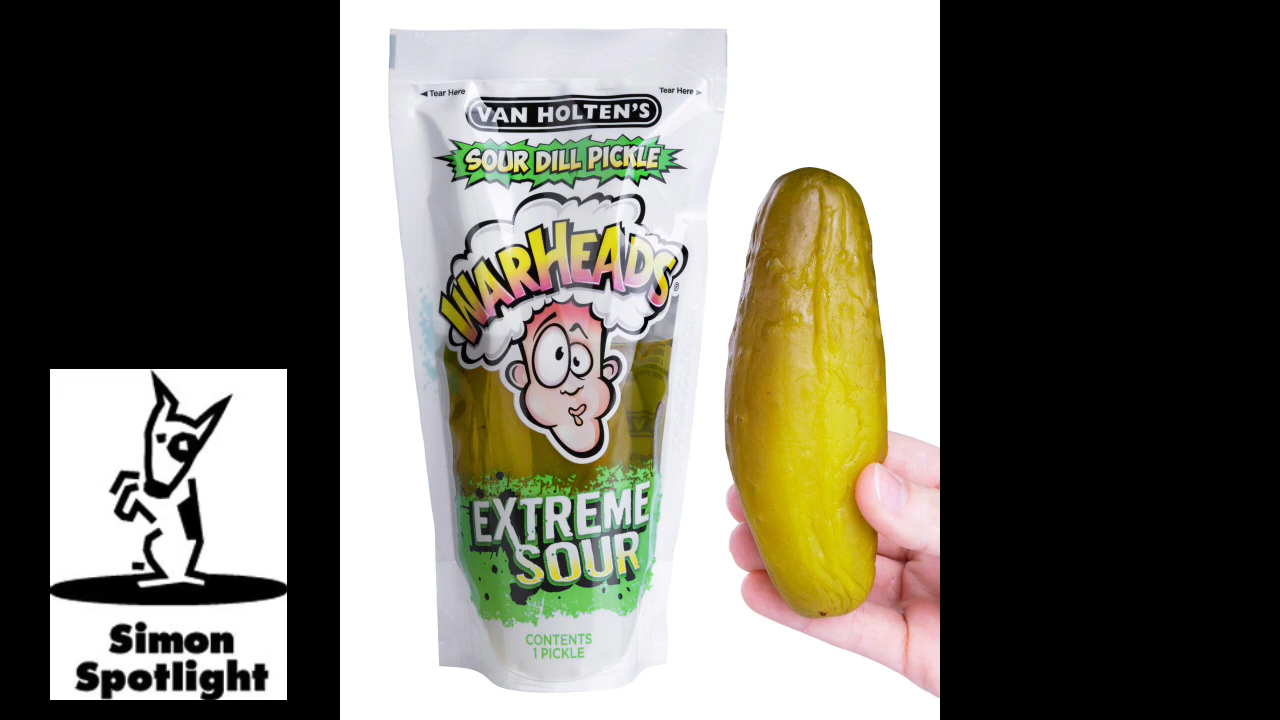 ◄ Tear Here
Tear Here ►
VAN HOLTEN'S
SOUR DILL PICKLE
WARHEADS®
EXTREME
SOUR
CONTENTS
1 PICKLE
Simon
Spotlight